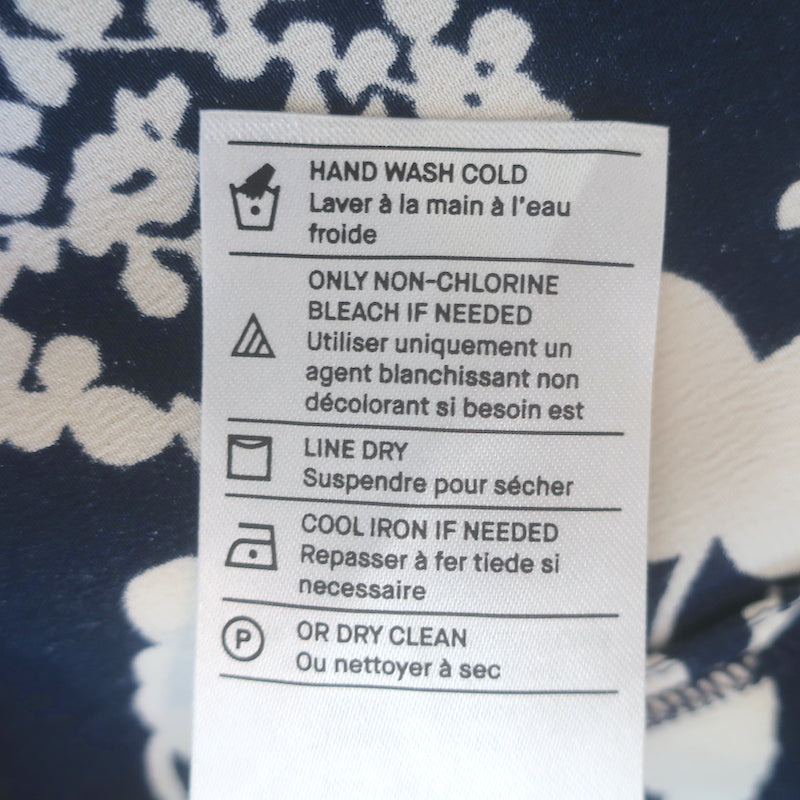 HAND WASH COLD
Laver à la main à l'eau
froide
ONLY NON-CHLORINE
BLEACH IF NEEDED
Utiliser uniquement un
agent blanchissant non
décolorant si besoin est
LINE DRY
Suspendre pour sécher
COOL IRON IF NEEDED
Repasser à fer tiede si
necessaire
P
OR DRY CLEAN
Ou nettoyer à sec